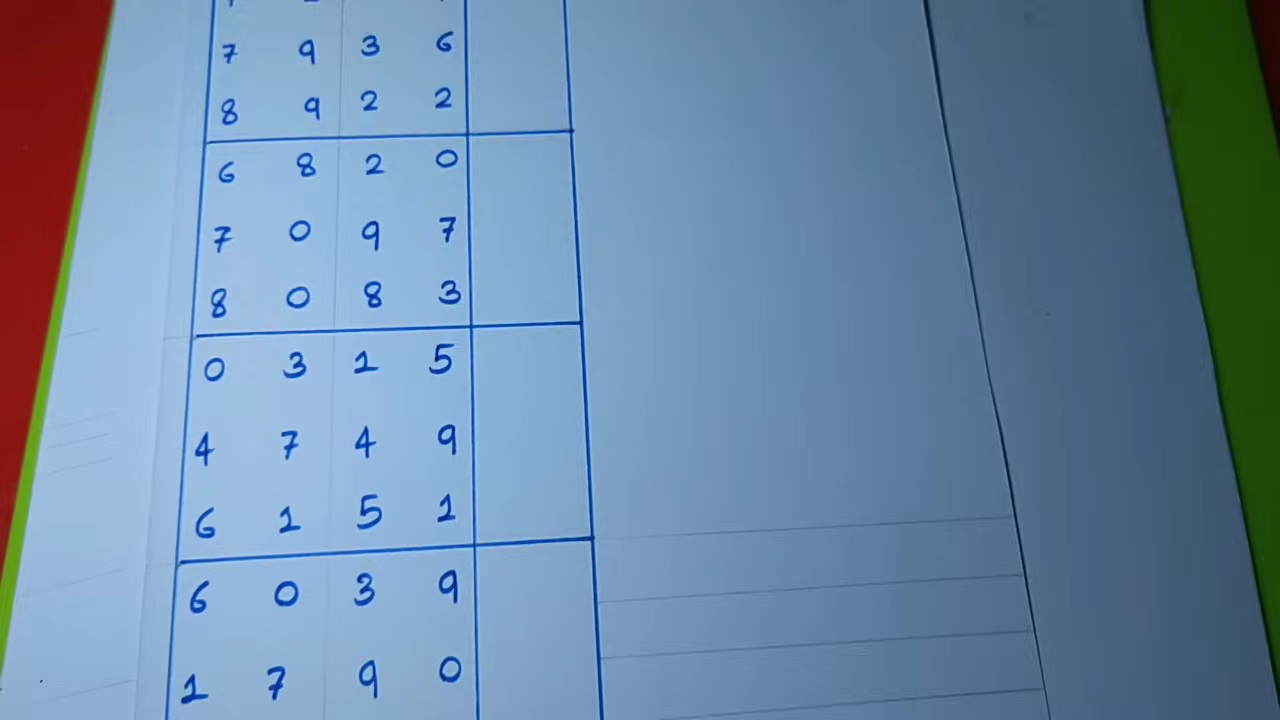 7 9 3 6
8 9 2 2
6 8 2 0
7 0 9 7
8 0 8 3
0 3 1 5
4 7 4 9
6 1 5 1
6 0 3 9
1 7 9 0